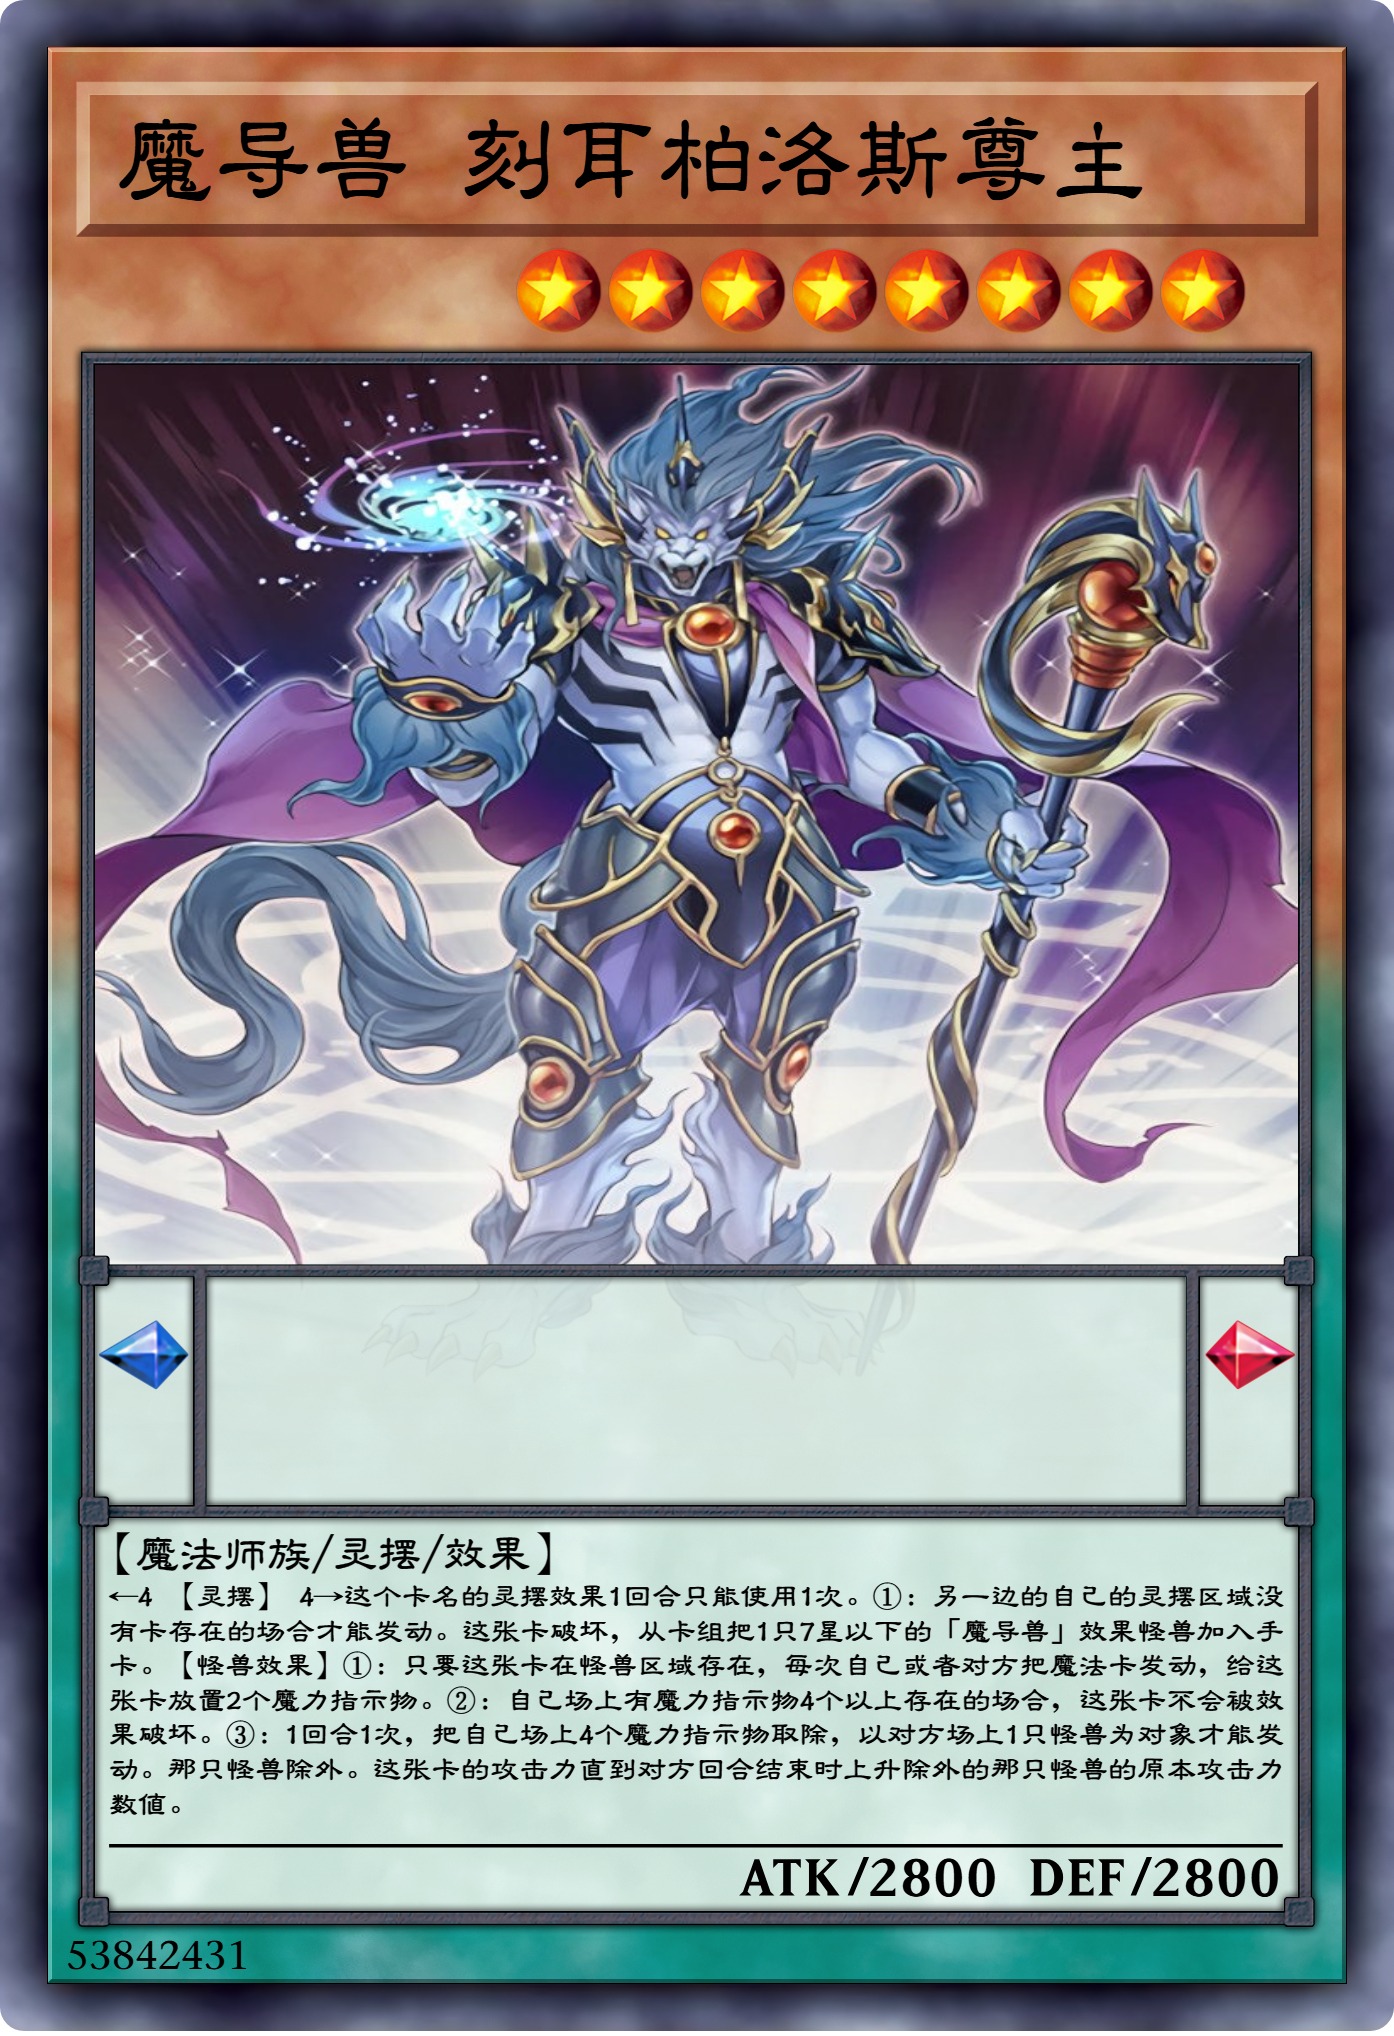 魔导兽 刻耳柏洛斯尊主
【魔法师族/灵摆/效果】
←4 【灵摆】 4→这个卡名的灵摆效果1回合只能使用1次。①：另一边的自己的灵摆区域没
有卡存在的场合才能发动。这张卡破坏，从卡组把1只7星以下的「魔导兽」效果怪兽加入手
卡。【怪兽效果】①：只要这张卡在怪兽区域存在，每次自己或者对方把魔法卡发动，给这
张卡放置2个魔力指示物。②：自己场上有魔力指示物4个以上存在的场合，这张卡不会被效
果破坏。③：1回合1次，把自己场上4个魔力指示物取除，以对方场上1只怪兽为对象才能发
动。那只怪兽除外。这张卡的攻击力直到对方回合结束时上升除外的那只怪兽的原本攻击力
数値。
ATK/2800 DEF/2800
53842431